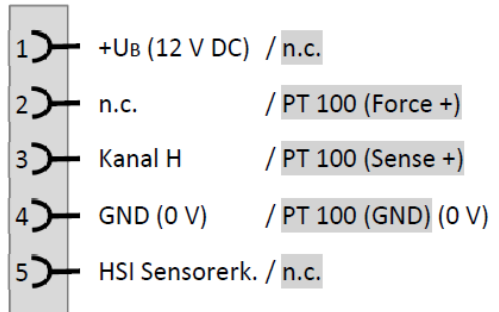 1 +UB (12 V DC) / n.c.
2 n.c. / PT 100 (Force +)
3 Kanal H / PT 100 (Sense +)
4 GND (0 V) / PT 100 (GND) (0 V)
5 HSI Sensorerk. / n.c.